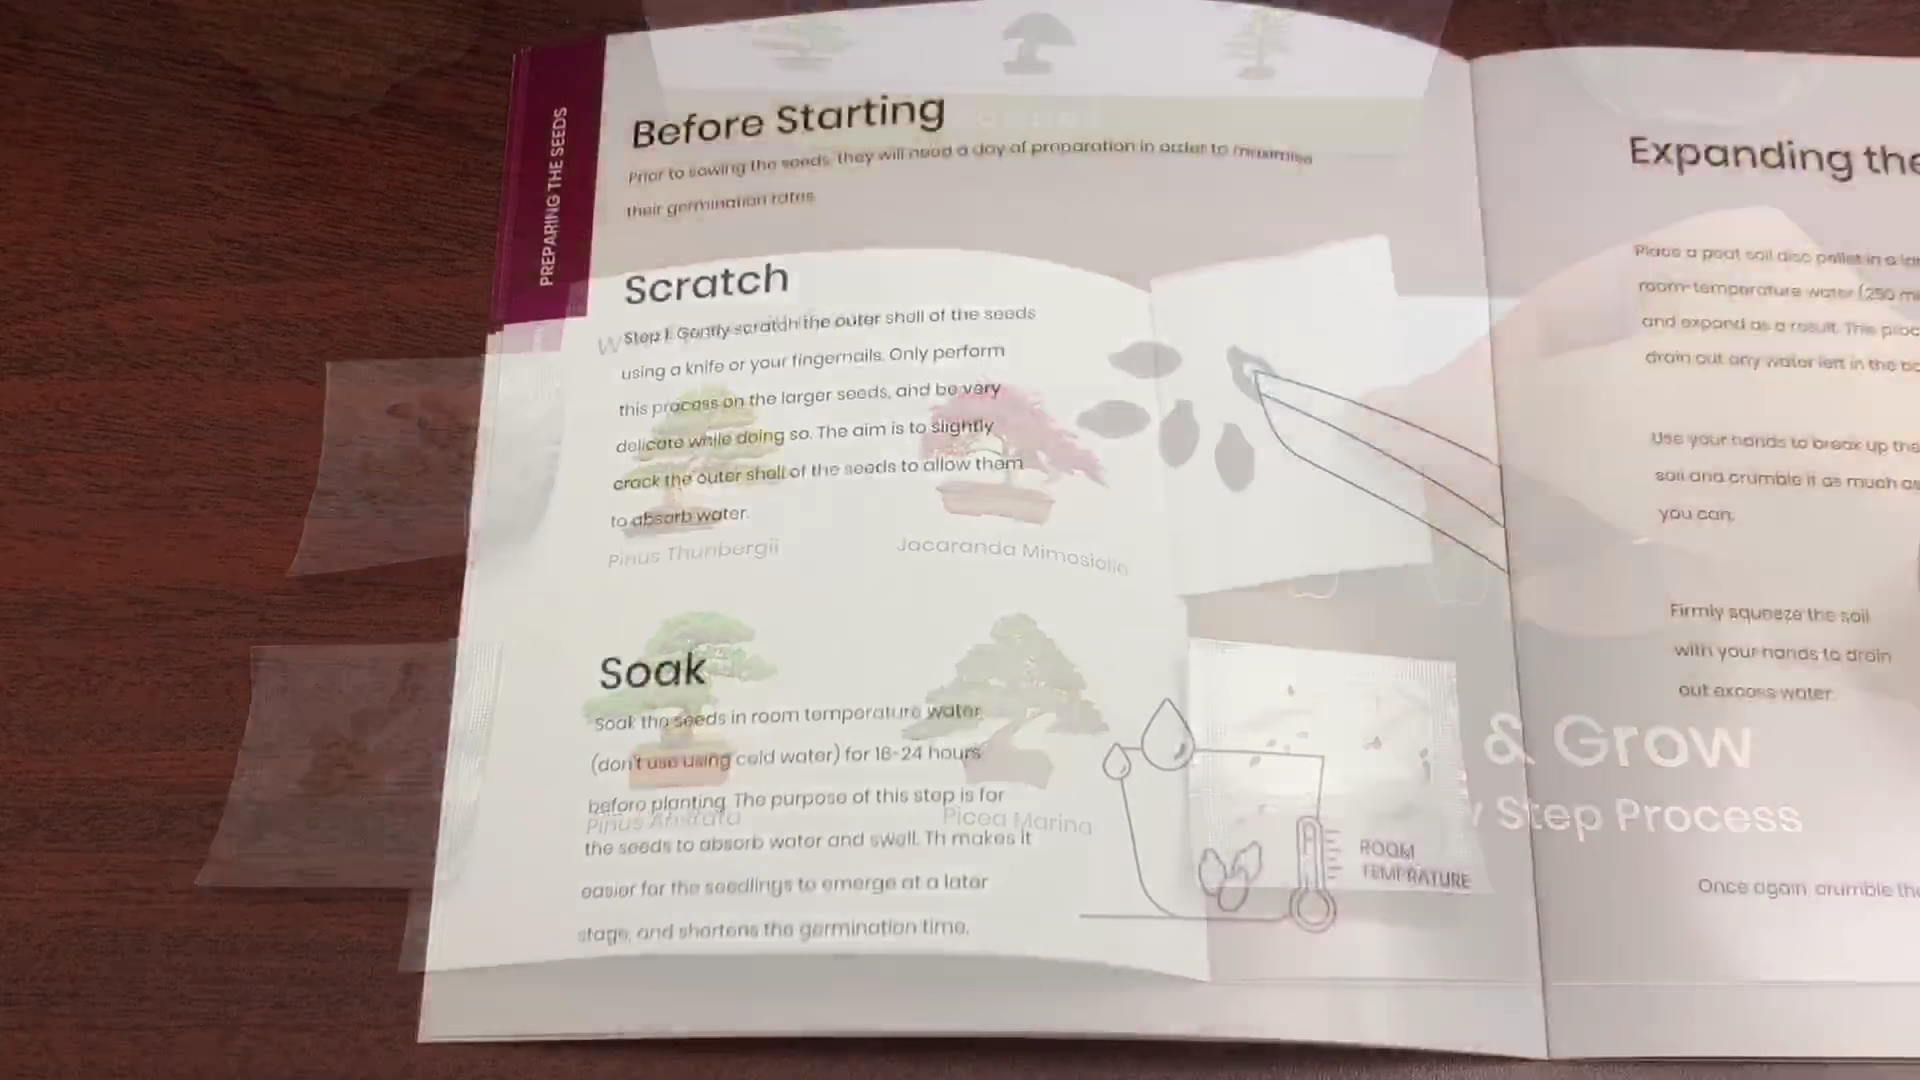 PREPARING THE SEEDS
Before Starting
Prior to sowing the seeds, they will need a day of preparation in order to maximise
their germination rates.
Scratch
Step 1. Gently scratch the outer shell of the seeds
using a knife or your fingernails. Only perform
this process on the larger seeds, and be very
delicate while doing so. The aim is to slightly
crack the outer shell of the seeds to allow them
to absorb water.
Pinus Thunbergii
Jacaranda Mimosiolia
Soak
Soak the seeds in room temperature water
(don't use using cold water) for 16-24 hours
before planting. The purpose of this step is for
the seeds to absorb water and swell. Th makes it
easier for the seedlings to emerge at a later
stage, and shortens the germination time.
Pinus Aristata
Picea Marina
ROOM
TEMPRATURE
Expanding the
Place a peat soil disc pellet in a
room-temperature water (250
and expand as a result. This
drain out any water left in the
Use your hands to break up the
soil and crumble it as much as
you can.
Firmly squeeze the soil
with your hands to drain
out excess water.
& Grow
Step Process
Once again, crumble the